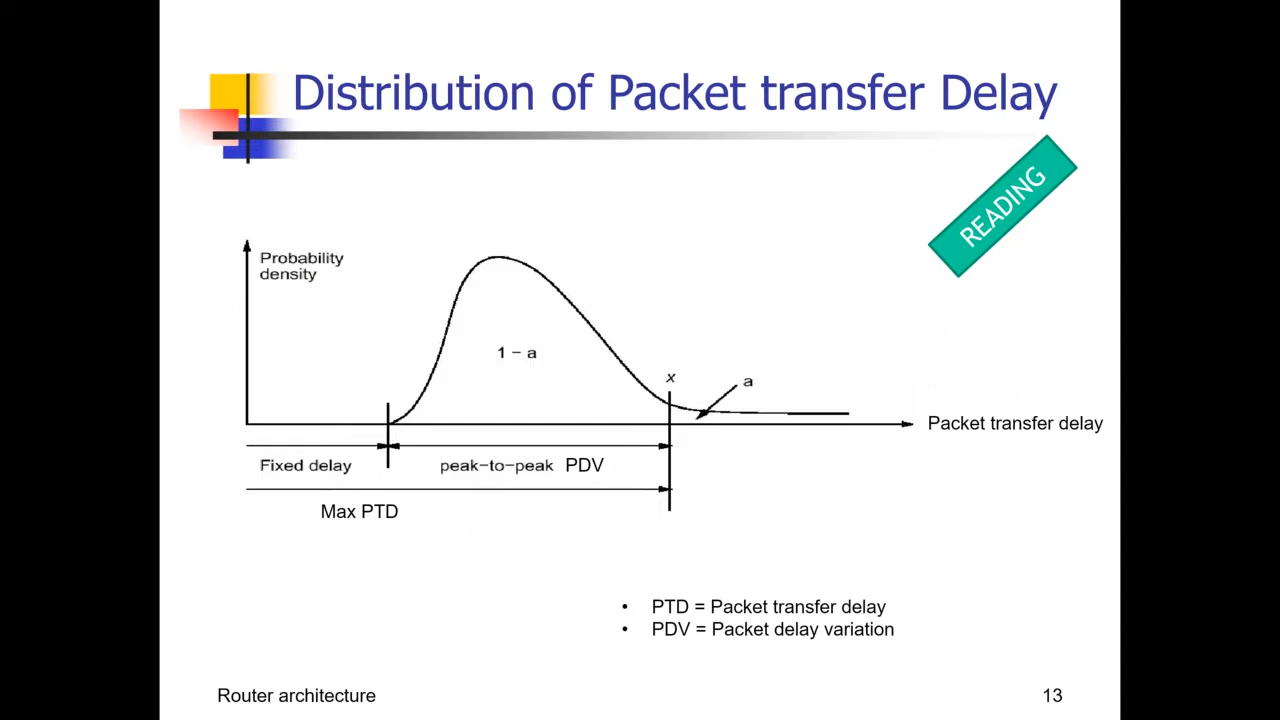 Distribution of Packet transfer Delay
READING
Probability
density
1 − a
x
a
Packet transfer delay
Fixed delay
peak−to−peak PDV
Max PTD
• PTD = Packet transfer delay
• PDV = Packet delay variation
Router architecture
13